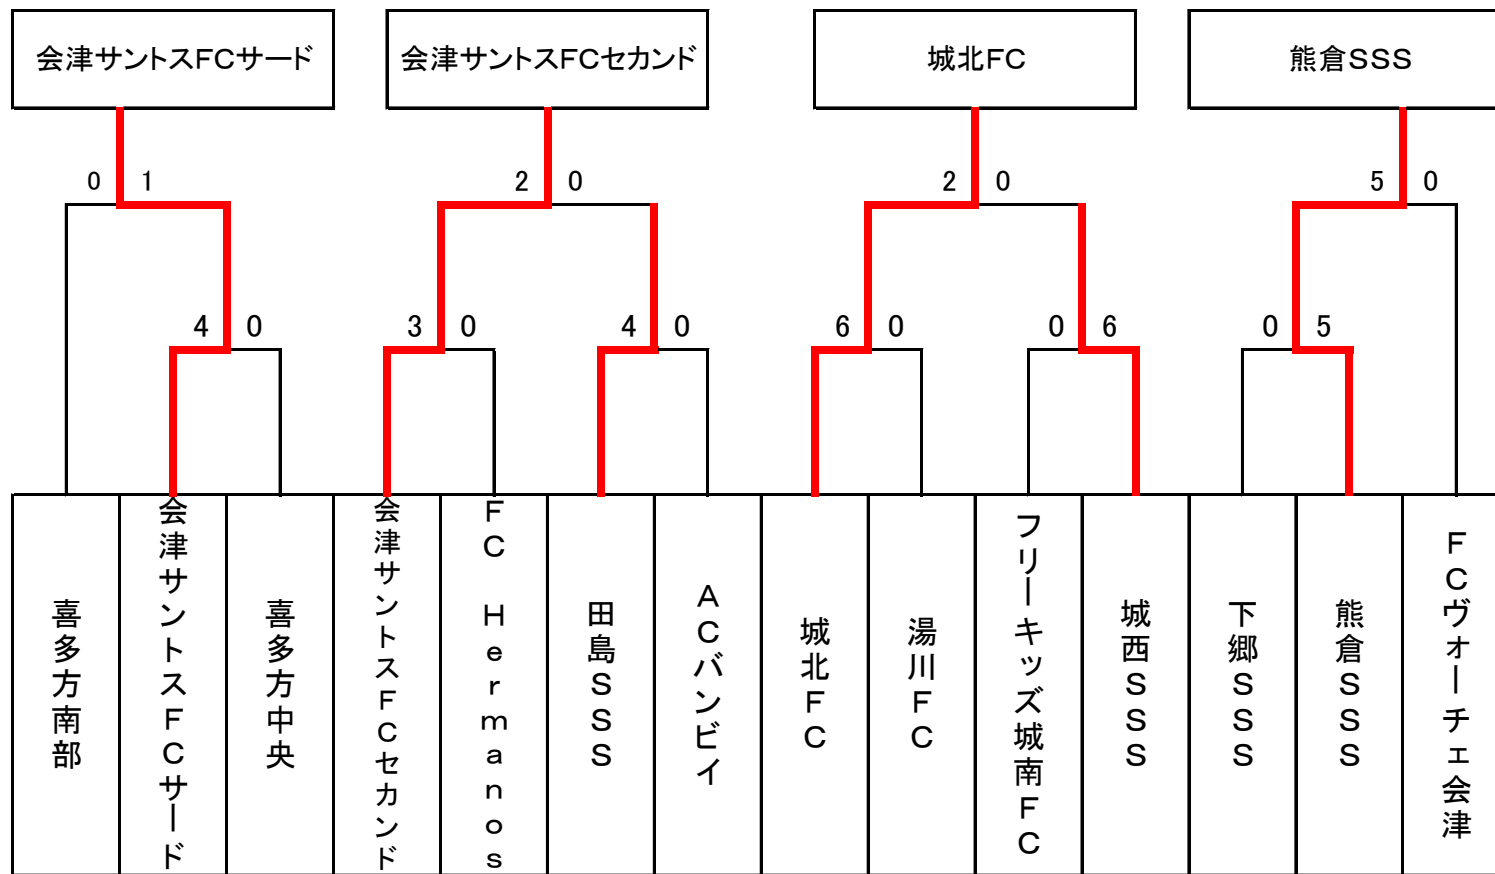 会津サントスFCサード
会津サントスFCセカンド
城北FC
熊倉SSS
0 1
2 0
2 0
5 0
4 0
3 0
4 0
6 0
0 6
0 5
喜多方南部
会津サントスFCサード
喜多方中央
会津サントスFCセカンド
FC Hermanos
田島SSS
ACバンビイ
城北FC
湯川FC
フリーキッズ城南FC
城西SSS
下郷SSS
熊倉SSS
FCヴォーチェ会津